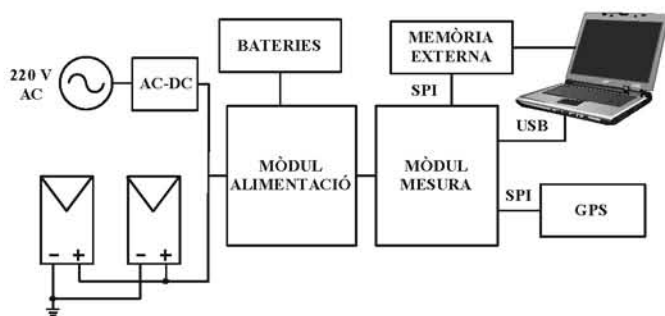 BATERIES
MEMÒRIA
EXTERNA
220 V
AC
AC-DC
SPI
USB
MÒDUL
ALIMENTACIÓ
MÒDUL
MESURA
SPI
GPS
− +
− +